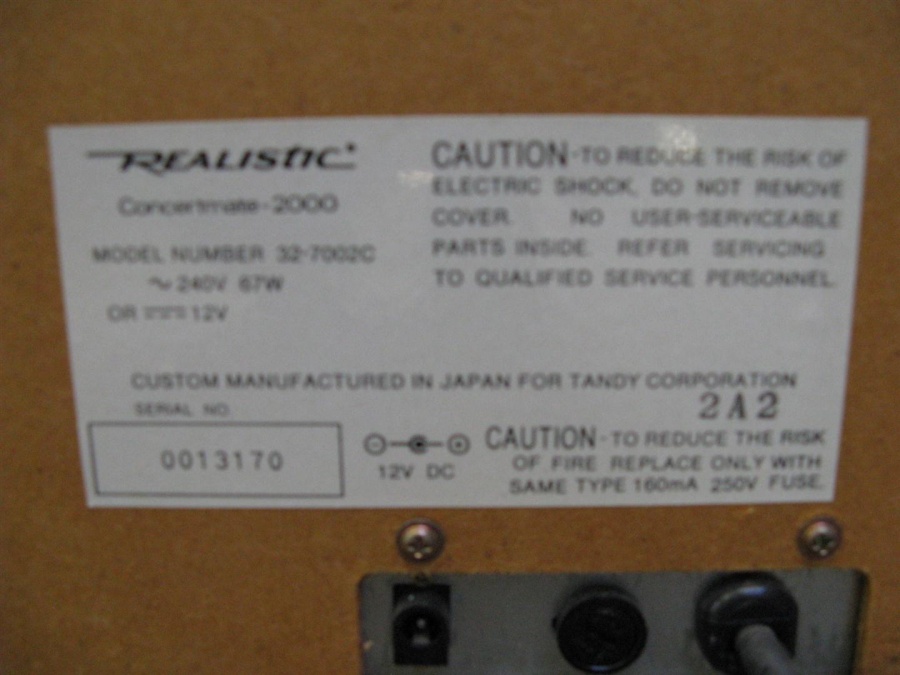 REALISTIC
Concertmate-2000
MODEL NUMBER 32-7002C
~ 240V 67W
OR ⎓ 12V
CAUTION - TO REDUCE THE RISK OF
ELECTRIC SHOCK, DO NOT REMOVE
COVER. NO USER-SERVICEABLE
PARTS INSIDE. REFER SERVICING
TO QUALIFIED SERVICE PERSONNEL.
CUSTOM MANUFACTURED IN JAPAN FOR TANDY CORPORATION
2A2
SERIAL NO.
0013170
12V DC
CAUTION - TO REDUCE THE RISK
OF FIRE REPLACE ONLY WITH
SAME TYPE 160mA 250V FUSE.